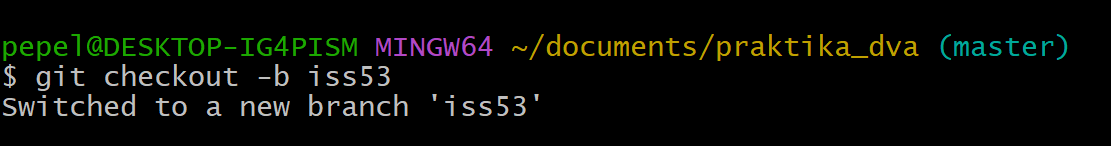 pepel@DESKTOP-IG4PISM MINGW64 ~/documents/praktika_dva (master)
$ git checkout -b iss53
Switched to a new branch 'iss53'